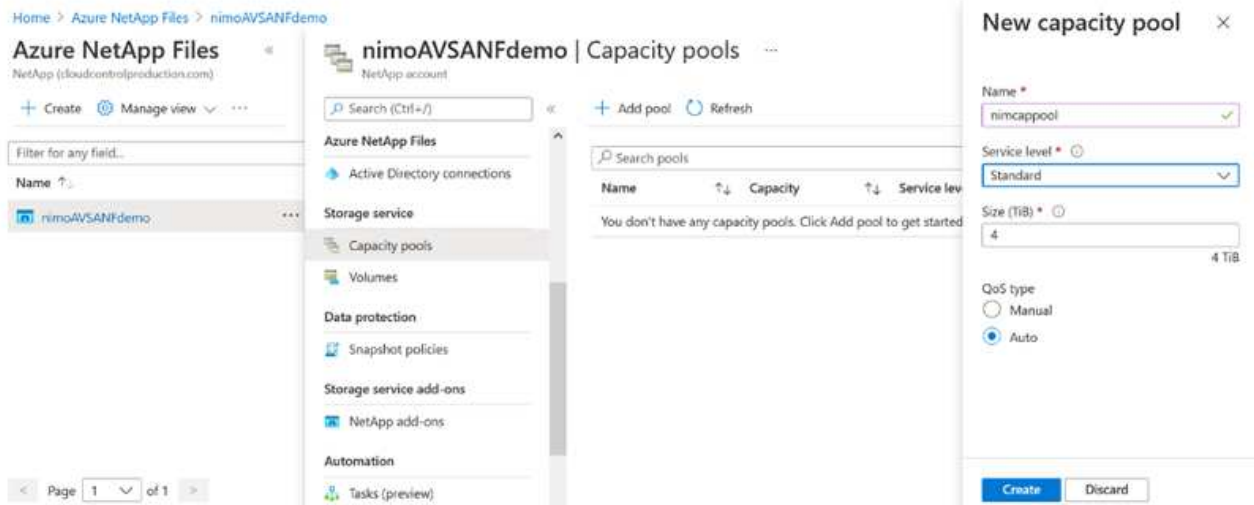 Home > Azure NetApp Files > nimoAVSANFdemo
Azure NetApp Files «
NetApp (cloudcontrolproduction.com)
+ Create Manage view ...
Filter for any field...
Name ↑↓
nimoAVSANFdemo ...
< Page 1 of 1 >
nimoAVSANFdemo | Capacity pools ...
NetApp account
Search (Ctrl+/) «
Azure NetApp Files
Active Directory connections
Storage service
Capacity pools
Volumes
Data protection
Snapshot policies
Storage service add-ons
NetApp add-ons
Automation
Tasks (preview)
+ Add pool Refresh
Search pools
Name ↑↓ Capacity ↑↓ Service lev
You don't have any capacity pools. Click Add pool to get started
New capacity pool ×
Name *
nimcappool
Service level *
Standard
Size (TiB) *
4
4 TiB
QoS type
Manual
Auto
Create Discard